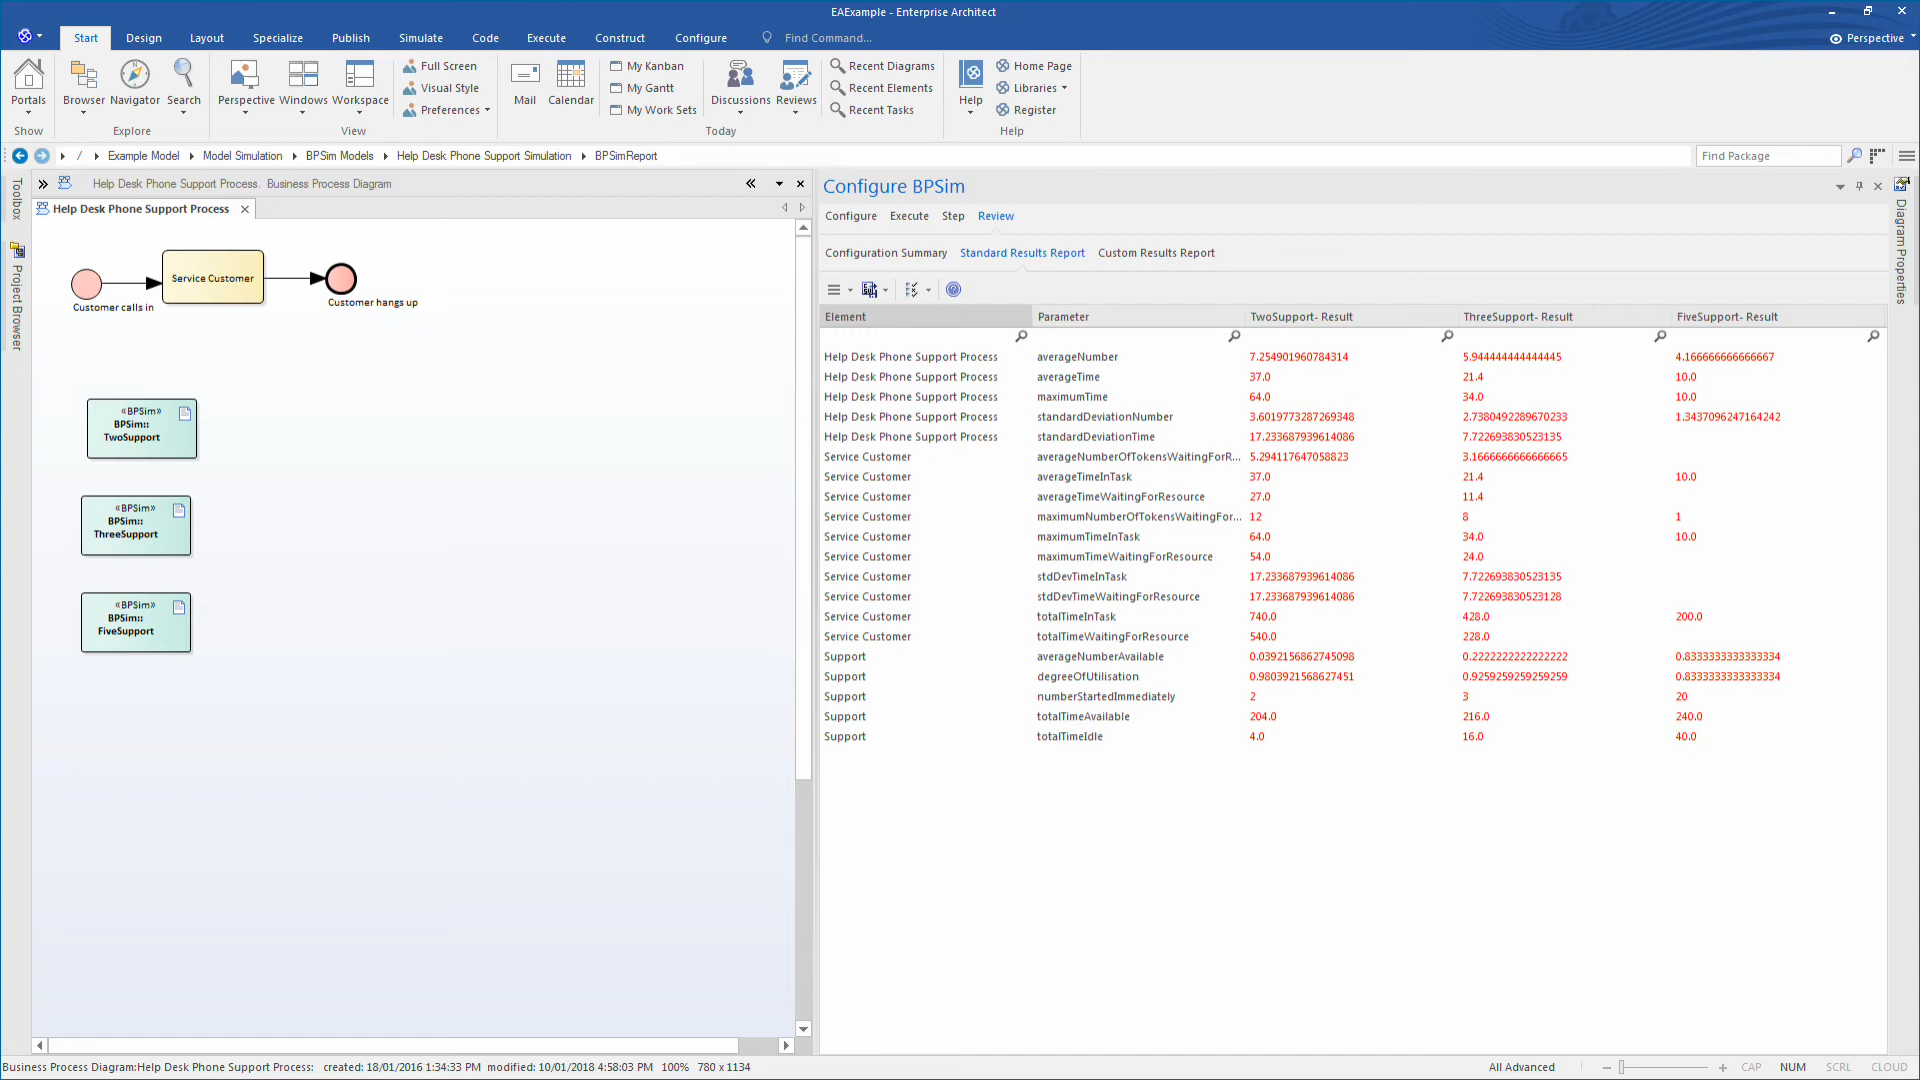 EAExample - Enterprise Architect
Start Design Layout Specialize Publish Simulate Code Execute Construct Configure Find Command... Perspective
Portals Browser Navigator Search Perspective Windows Workspace Full Screen Visual Style Preferences Mail Calendar My Kanban My Gantt My Work Sets Discussions Reviews Recent Diagrams Recent Elements Recent Tasks Help Home Page Libraries Register
Show Explore View Today Help
/ Example Model Model Simulation BPSim Models Help Desk Phone Support Simulation BPSimReport Find Package
Toolbox
Project Browser
Help Desk Phone Support Process. Business Process Diagram
Help Desk Phone Support Process
Customer calls in
Service Customer
Customer hangs up
«BPSim»
BPSim::
TwoSupport
«BPSim»
BPSim::
ThreeSupport
«BPSim»
BPSim::
FiveSupport
Configure BPSim
Configure Execute Step Review
Configuration Summary Standard Results Report Custom Results Report
Element Parameter TwoSupport- Result ThreeSupport- Result FiveSupport- Result
Help Desk Phone Support Process averageNumber 7.254901960784314 5.944444444444445 4.166666666666667
Help Desk Phone Support Process averageTime 37.0 21.4 10.0
Help Desk Phone Support Process maximumTime 64.0 34.0 10.0
Help Desk Phone Support Process standardDeviationNumber 3.6019773287269348 2.7380492289670233 1.3437096247164242
Help Desk Phone Support Process standardDeviationTime 17.233687939614086 7.722693830523135
Service Customer averageNumberOfTokensWaitingForR... 5.294117647058823 3.1666666666666665
Service Customer averageTimeInTask 37.0 21.4 10.0
Service Customer averageTimeWaitingForResource 27.0 11.4
Service Customer maximumNumberOfTokensWaitingFor... 12 8 1
Service Customer maximumTimeInTask 64.0 34.0 10.0
Service Customer maximumTimeWaitingForResource 54.0 24.0
Service Customer stdDevTimeInTask 17.233687939614086 7.722693830523135
Service Customer stdDevTimeWaitingForResource 17.233687939614086 7.722693830523128
Service Customer totalTimeInTask 740.0 428.0 200.0
Service Customer totalTimeWaitingForResource 540.0 228.0
Support averageNumberAvailable 0.0392156862745098 0.2222222222222222 0.8333333333333334
Support degreeOfUtilisation 0.9803921568627451 0.9259259259259259 0.8333333333333334
Support numberStartedImmediately 2 3 20
Support totalTimeAvailable 204.0 216.0 240.0
Support totalTimeIdle 4.0 16.0 40.0
Diagram Properties
Business Process Diagram:Help Desk Phone Support Process: created: 18/01/2016 1:34:33 PM modified: 10/01/2018 4:58:03 PM 100% 780 x 1134 All Advanced CAP NUM SCRL CLOUD